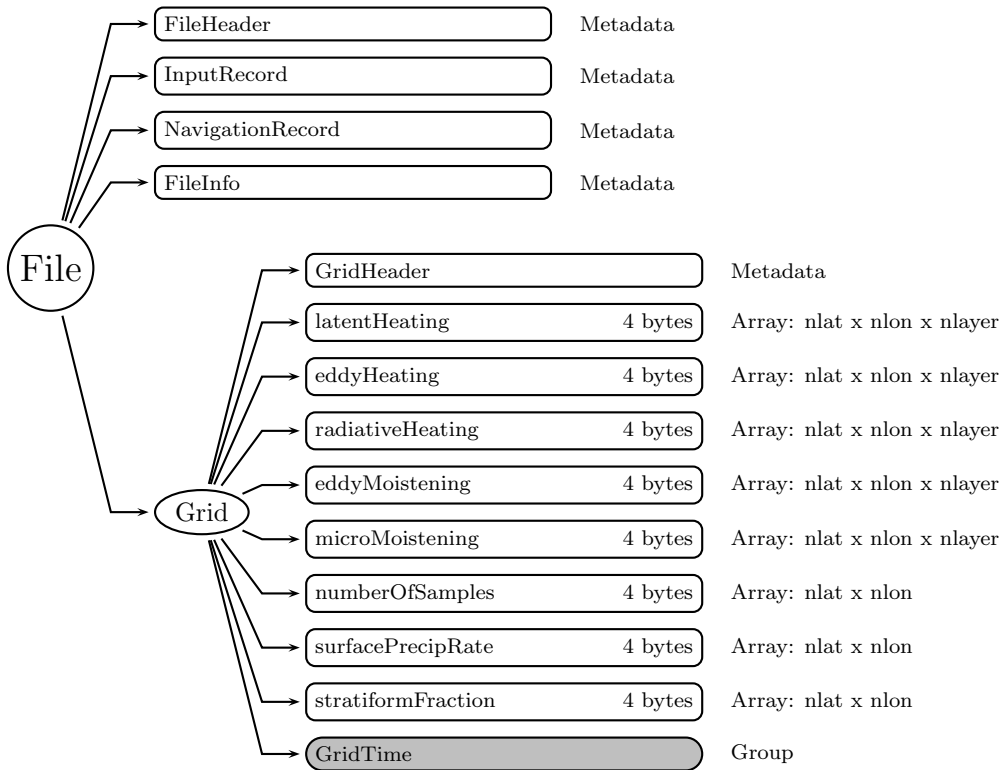 FileHeader Metadata
InputRecord Metadata
NavigationRecord Metadata
FileInfo Metadata
File
GridHeader Metadata
latentHeating 4 bytes Array: nlat x nlon x nlayer
eddyHeating 4 bytes Array: nlat x nlon x nlayer
radiativeHeating 4 bytes Array: nlat x nlon x nlayer
eddyMoistening 4 bytes Array: nlat x nlon x nlayer
Grid
microMoistening 4 bytes Array: nlat x nlon x nlayer
numberOfSamples 4 bytes Array: nlat x nlon
surfacePrecipRate 4 bytes Array: nlat x nlon
stratiformFraction 4 bytes Array: nlat x nlon
GridTime Group